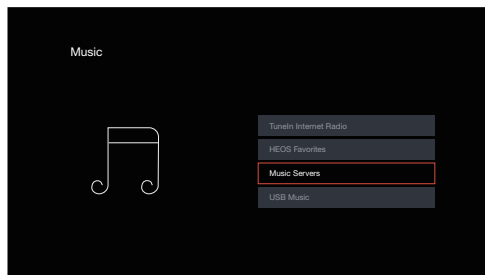 Music
TuneIn Internet Radio
HEOS Favorites
Music Servers
USB Music